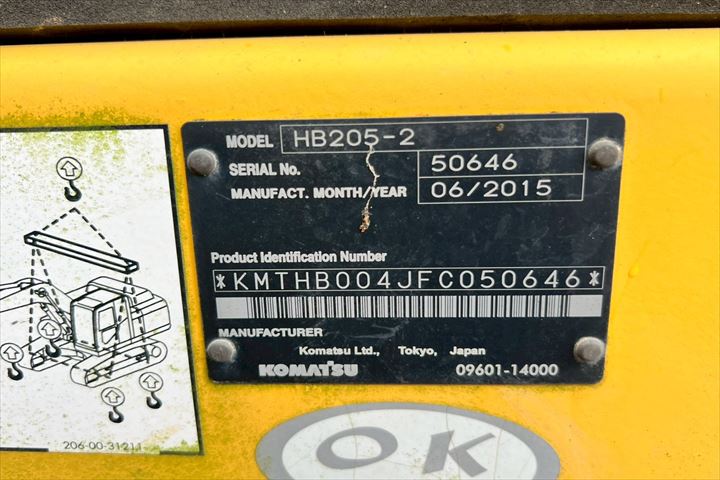 MODEL HB205-2
SERIAL No. 50646
MANUFACT. MONTH/YEAR 06/2015
Product Identification Number
*KMTHB004JFC050646*
MANUFACTURER
Komatsu Ltd., Tokyo, Japan
KOMATSU 09601-14000
206-00-31211
OK